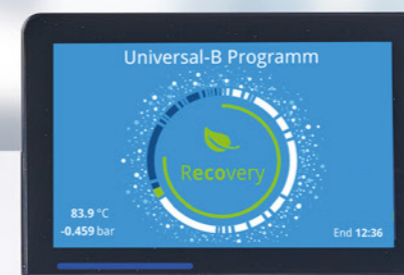 Universal-B Programm
Recovery
83.9 °C
-0.459 bar
End 12:36